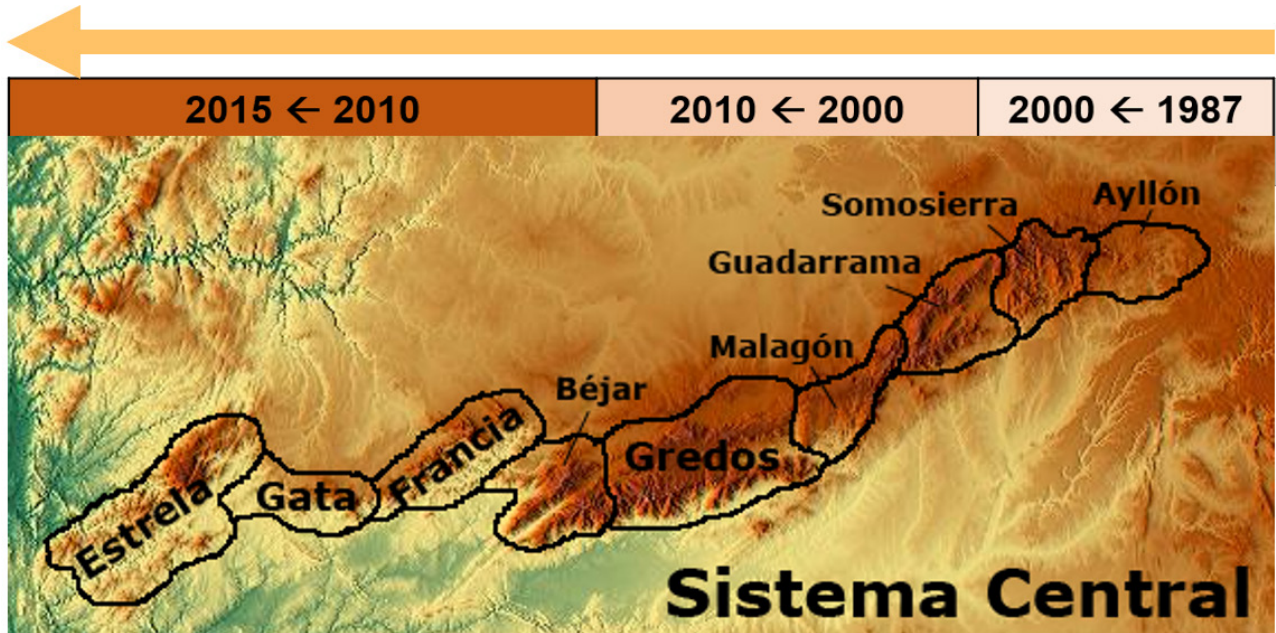 2015 ← 2010
2010 ← 2000
2000 ← 1987
Ayllón
Somosierra
Guadarrama
Malagón
Béjar
Francia
Gredos
Gata
Estrela
Sistema Central